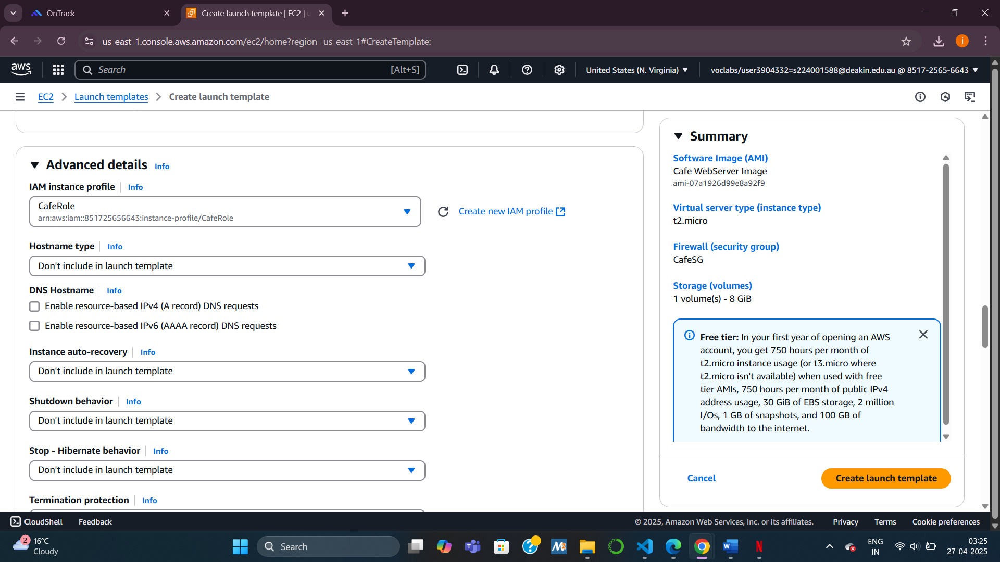 OnTrack
Create launch template | EC2 | u
us-east-1.console.aws.amazon.com/ec2/home?region=us-east-1#CreateTemplate:
j
aws
Search
[Alt+S]
United States (N. Virginia)
voclabs/user3904332=s224001588@deakin.edu.au @ 8517-2565-6643
EC2
Launch templates
Create launch template
Advanced details
Info
IAM instance profile
Info
CafeRole
arn:aws:iam::851725656643:instance-profile/CafeRole
Create new IAM profile
Hostname type
Info
Don't include in launch template
DNS Hostname
Info
Enable resource-based IPv4 (A record) DNS requests
Enable resource-based IPv6 (AAAA record) DNS requests
Instance auto-recovery
Info
Don't include in launch template
Shutdown behavior
Info
Don't include in launch template
Stop - Hibernate behavior
Info
Don't include in launch template
Termination protection
Info
Summary
Software Image (AMI)
Cafe WebServer Image
ami-07a1926d99e8a92f9
Virtual server type (instance type)
t2.micro
Firewall (security group)
CafeSG
Storage (volumes)
1 volume(s) - 8 GiB
Free tier: In your first year of opening an AWS
account, you get 750 hours per month of
t2.micro instance usage (or t3.micro where
t2.micro isn't available) when used with free
tier AMIs, 750 hours per month of public IPv4
address usage, 30 GiB of EBS storage, 2 million
I/Os, 1 GB of snapshots, and 100 GB of
bandwidth to the internet.
Cancel
Create launch template
CloudShell
Feedback
© 2025, Amazon Web Services, Inc. or its affiliates.
Privacy
Terms
Cookie preferences
2
16°C
Cloudy
Search
ENG
IN
03:25
27-04-2025